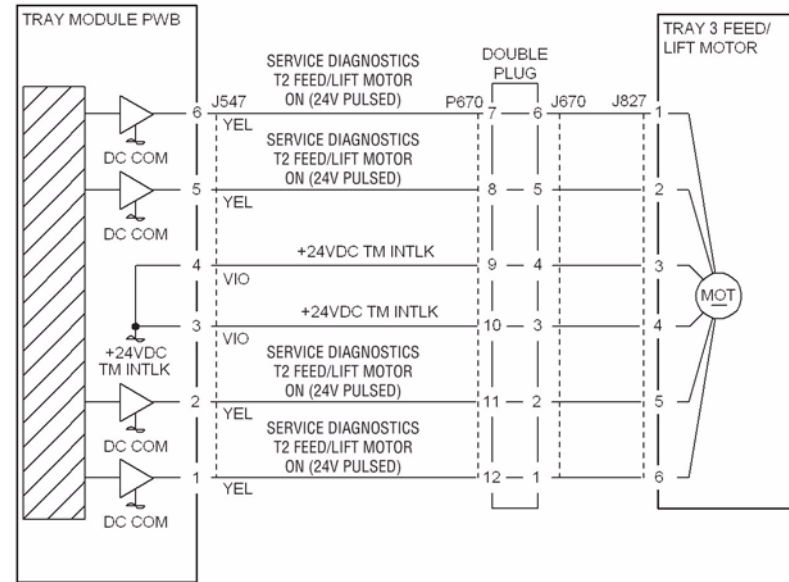 TRAY MODULE PWB
TRAY 3 FEED/
LIFT MOTOR
DOUBLE
PLUG
SERVICE DIAGNOSTICS
T2 FEED/LIFT MOTOR
ON (24V PULSED)
J547
P670
J670
J827
6
YEL
7
6
1
DC COM
SERVICE DIAGNOSTICS
T2 FEED/LIFT MOTOR
ON (24V PULSED)
5
YEL
8
5
2
DC COM
+24VDC TM INTLK
4
VIO
9
4
3
MOT
+24VDC TM INTLK
3
VIO
10
3
4
+24VDC
TM INTLK
SERVICE DIAGNOSTICS
T2 FEED/LIFT MOTOR
ON (24V PULSED)
2
YEL
11
2
5
DC COM
SERVICE DIAGNOSTICS
T2 FEED/LIFT MOTOR
ON (24V PULSED)
1
YEL
12
1
6
DC COM